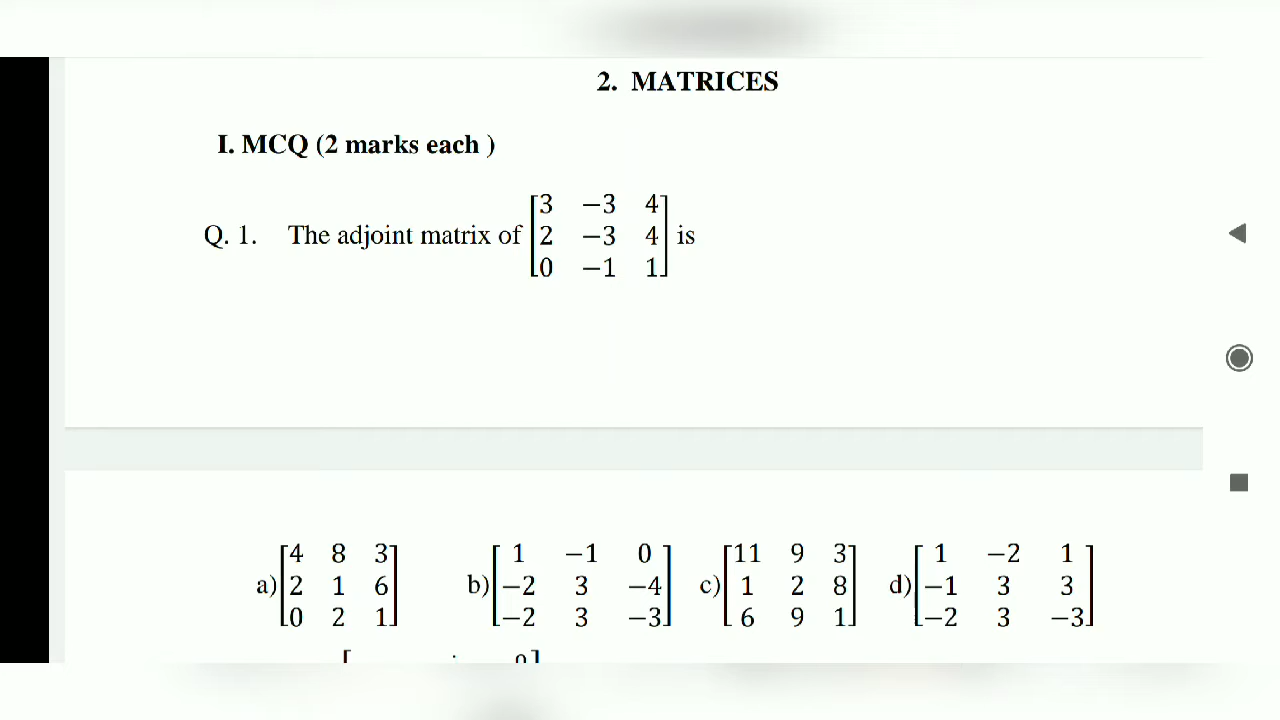 2. MATRICES
I. MCQ (2 marks each )
Q. 1. The adjoint matrix of [3 −3 4
2 −3 4
0 −1 1] is
a) [4 8 3
2 1 6
0 2 1]
b) [1 −1 0
−2 3 −4
−2 3 −3]
c) [11 9 3
1 2 8
6 9 1]
d) [1 −2 1
−1 3 3
−2 3 −3]